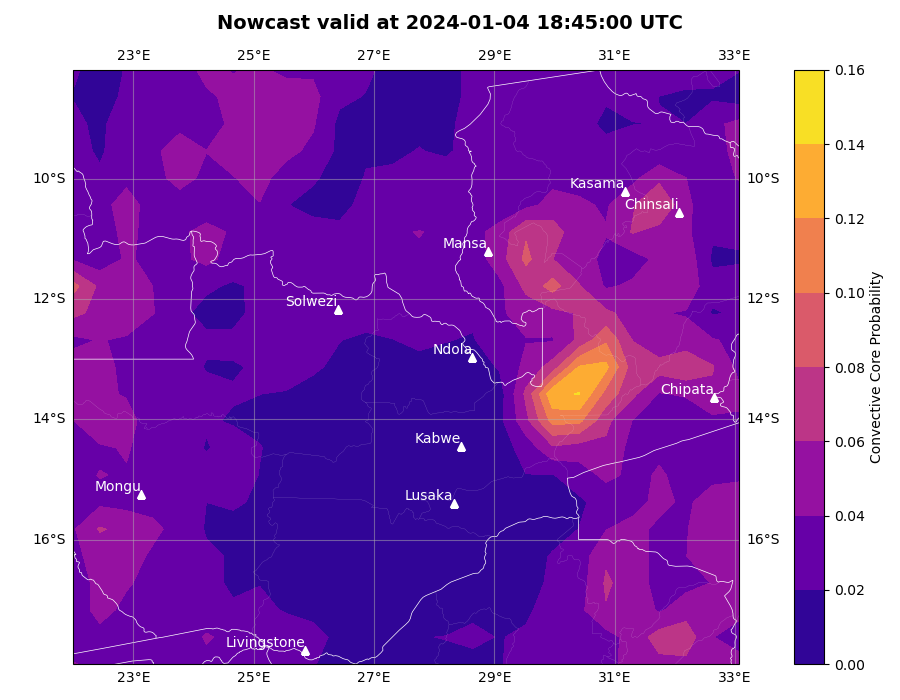 Nowcast valid at 2024-01-04 18:45:00 UTC
23°E 25°E 27°E 29°E 31°E 33°E
0.16
0.14
0.12
0.10
0.08
0.06
0.04
0.02
0.00
Convective Core Probability
10°S 10°S
12°S 12°S
14°S 14°S
16°S 16°S
Kasama
Chinsali
Mansa
Solwezi
Ndola
Chipata
Kabwe
Mongu
Lusaka
Livingstone
23°E 25°E 27°E 29°E 31°E 33°E